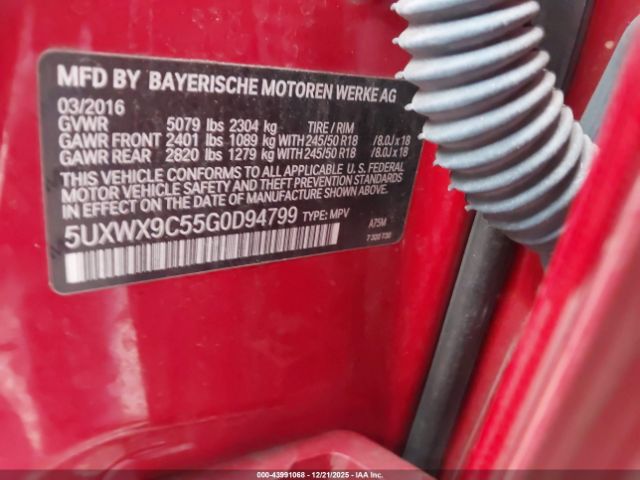 MFD BY BAYERISCHE MOTOREN WERKE AG
03/2016
GVWR 5079 lbs 2304 kg TIRE / RIM
GAWR FRONT 2401 lbs 1089 kg WITH 245/50 R18 /8.0J x 18
GAWR REAR 2820 lbs 1279 kg WITH 245/50 R18 /8.0J x 18
THIS VEHICLE CONFORMS TO ALL APPLICABLE U.S. FEDERAL
MOTOR VEHICLE SAFETY AND THEFT PREVENTION STANDARDS
IN EFFECT ON THE DATE OF MANUFACTURE SHOWN ABOVE.
5UXWX9C55G0D94799 TYPE: MPV A75M
7 300 730
000-43991068 12/21/2025 IAA Inc.